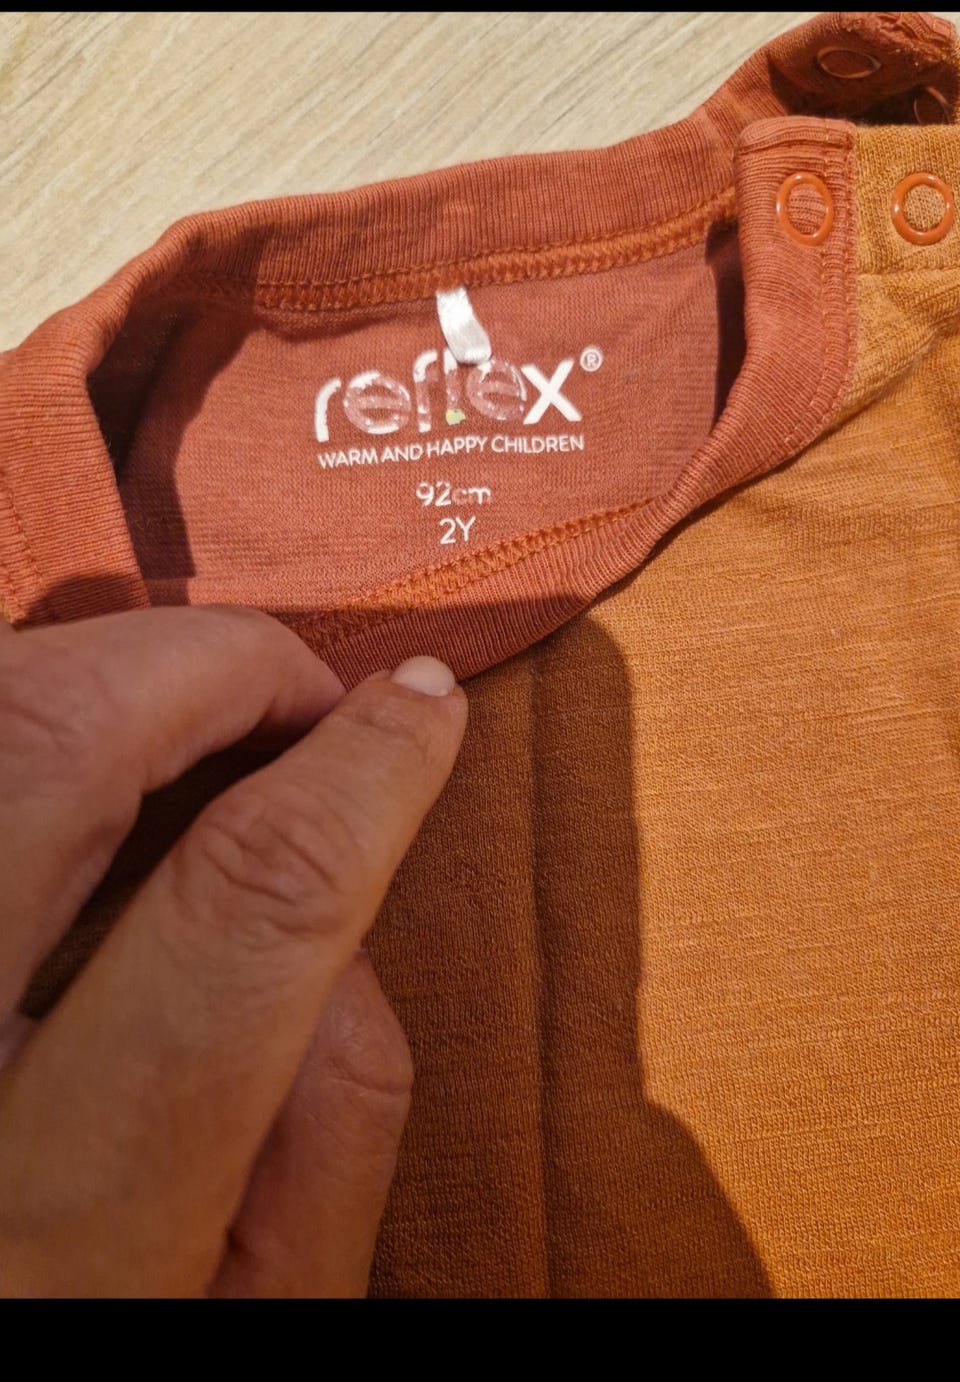 reflex®
WARM AND HAPPY CHILDREN
92cm
2Y